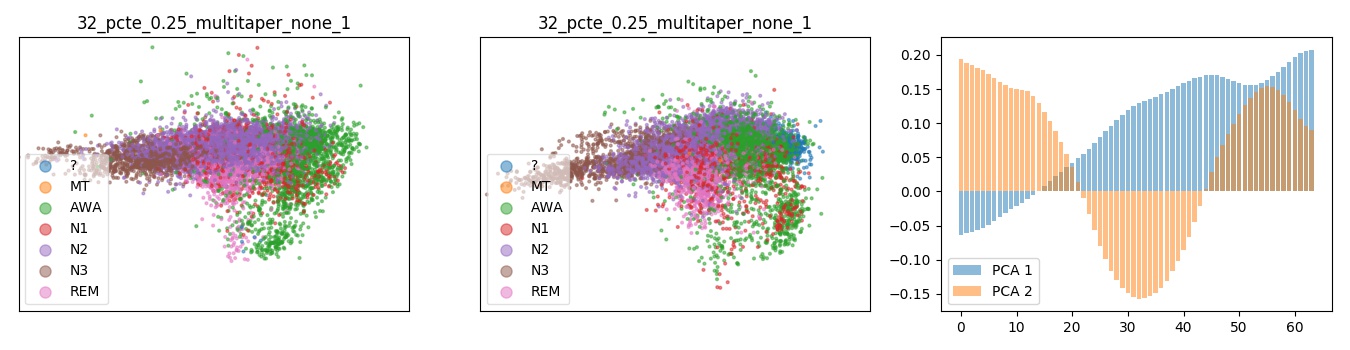 32_pcte_0.25_multitaper_none_1
?
MT
AWA
N1
N2
N3
REM
32_pcte_0.25_multitaper_none_1
?
MT
AWA
N1
N2
N3
REM
0.20
0.15
0.10
0.05
0.00
−0.05
−0.10
−0.15
PCA 1
PCA 2
0 10 20 30 40 50 60